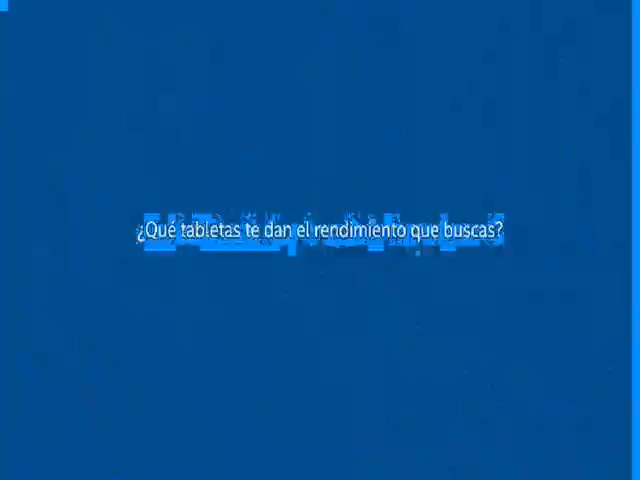 ¿Qué tabletas te dan el rendimiento que buscas?